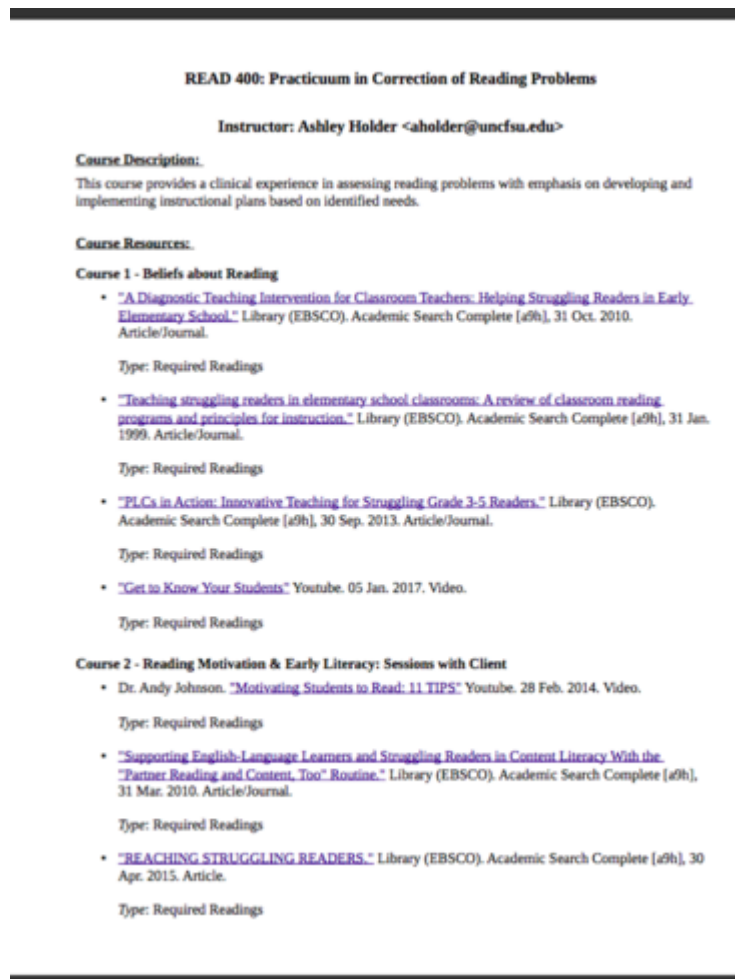 READ 400: Practicuum in Correction of Reading Problems
Instructor: Ashley Holder <aholder@uncfsu.edu>
Course Description:
This course provides a clinical experience in assessing reading problems with emphasis on developing and
implementing instructional plans based on identified needs.
Course Resources:
Course 1 - Beliefs about Reading
• "A Diagnostic Teaching Intervention for Classroom Teachers: Helping Struggling Readers in Early
Elementary School." Library (EBSCO). Academic Search Complete [a9h], 31 Oct. 2010.
Article/Journal.
Type: Required Readings
• "Teaching struggling readers in elementary school classrooms: A review of classroom reading
programs and principles for instruction." Library (EBSCO). Academic Search Complete [a9h], 31 Jan.
1999. Article/Journal.
Type: Required Readings
• "PLCs in Action: Innovative Teaching for Struggling Grade 3-5 Readers." Library (EBSCO).
Academic Search Complete [a9h], 30 Sep. 2013. Article/Journal.
Type: Required Readings
• "Get to Know Your Students" Youtube. 05 Jan. 2017. Video.
Type: Required Readings
Course 2 - Reading Motivation & Early Literacy: Sessions with Client
• Dr. Andy Johnson. "Motivating Students to Read: 11 TIPS" Youtube. 28 Feb. 2014. Video.
Type: Required Readings
• "Supporting English-Language Learners and Struggling Readers in Content Literacy With the
"Partner Reading and Content, Too" Routine." Library (EBSCO). Academic Search Complete [a9h],
31 Mar. 2010. Article/Journal.
Type: Required Readings
• "REACHING STRUGGLING READERS." Library (EBSCO). Academic Search Complete [a9h], 30
Apr. 2015. Article.
Type: Required Readings